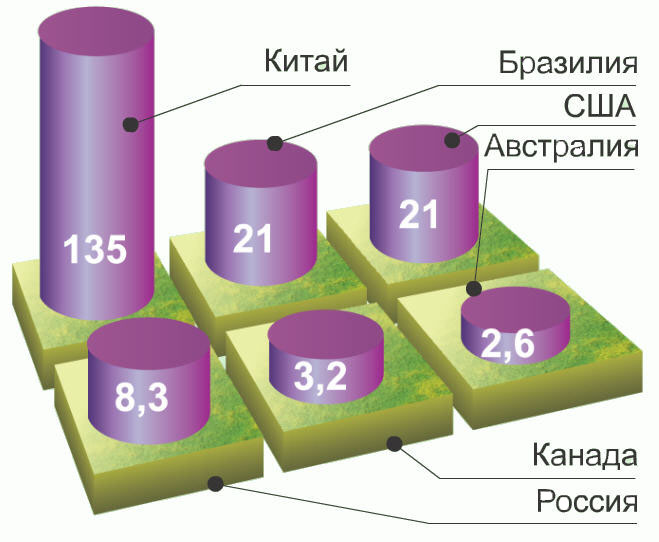 Китай
Бразилия
США
Австралия
135
21
21
8,3
3,2
2,6
Канада
Россия